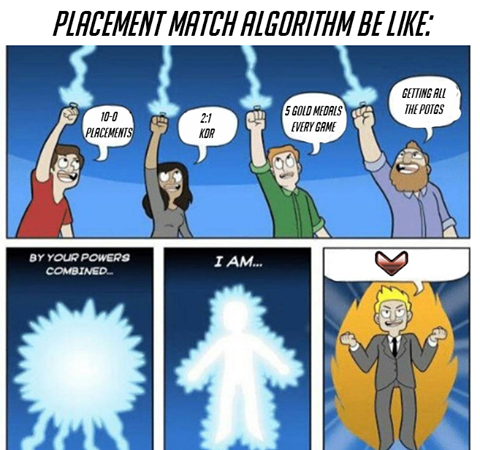 PLACEMENT MATCH ALGORITHM BE LIKE:
10-0
PLACEMENTS
2:1
KDR
5 GOLD MEDALS
EVERY GAME
GETTING ALL
THE POTGS
BY YOUR POWERS
COMBINED...
I AM...